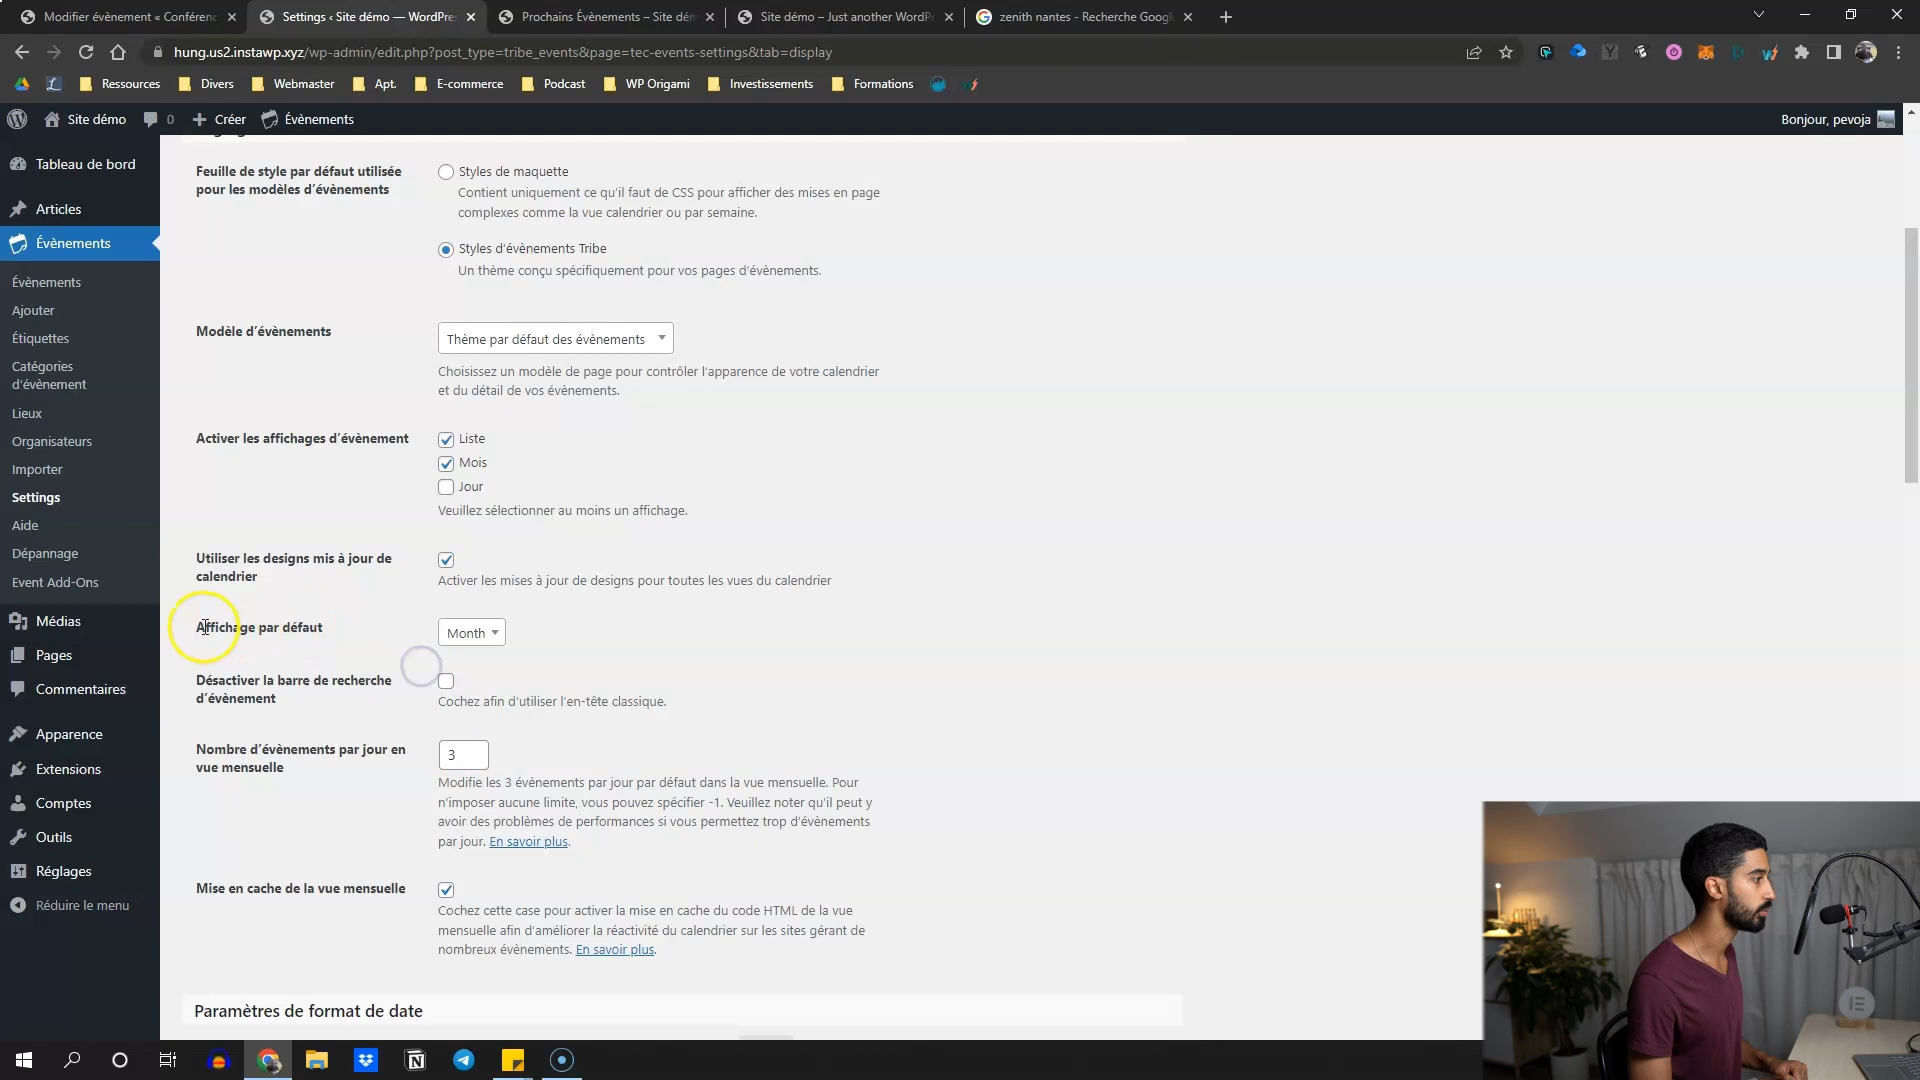 Modifier évènement « Conférenc
Settings ‹ Site démo — WordPres
Prochains Évènements – Site dém
Site démo – Just another WordPr
zenith nantes - Recherche Googl
hung.us2.instawp.xyz/wp-admin/edit.php?post_type=tribe_events&page=tec-events-settings&tab=display
Ressources
Divers
Webmaster
Apt.
E-commerce
Podcast
WP Origami
Investissements
Formations
Site démo
0
Créer
Évènements
Bonjour, pevoja
Tableau de bord
Articles
Évènements
Évènements
Ajouter
Étiquettes
Catégories
d'évènement
Lieux
Organisateurs
Importer
Settings
Aide
Dépannage
Event Add-Ons
Médias
Pages
Commentaires
Apparence
Extensions
Comptes
Outils
Réglages
Réduire le menu
Feuille de style par défaut utilisée
pour les modèles d'évènements
Styles de maquette
Contient uniquement ce qu'il faut de CSS pour afficher des mises en page
complexes comme la vue calendrier ou par semaine.
Styles d'évènements Tribe
Un thème conçu spécifiquement pour vos pages d'évènements.
Modèle d'évènements
Thème par défaut des évènements
Choisissez un modèle de page pour contrôler l'apparence de votre calendrier
et du détail de vos évènements.
Activer les affichages d'évènement
Liste
Mois
Jour
Veuillez sélectionner au moins un affichage.
Utiliser les designs mis à jour de
calendrier
Activer les mises à jour de designs pour toutes les vues du calendrier
Affichage par défaut
Month
Désactiver la barre de recherche
d'évènement
Cochez afin d'utiliser l'en-tête classique.
Nombre d'évènements par jour en
vue mensuelle
3
Modifie les 3 évènements par jour par défaut dans la vue mensuelle. Pour
n'imposer aucune limite, vous pouvez spécifier -1. Veuillez noter qu'il peut y
avoir des problèmes de performances si vous permettez trop d'évènements
par jour. En savoir plus.
Mise en cache de la vue mensuelle
Cochez cette case pour activer la mise en cache du code HTML de la vue
mensuelle afin d'améliorer la réactivité du calendrier sur les sites gérant de
nombreux évènements. En savoir plus.
Paramètres de format de date